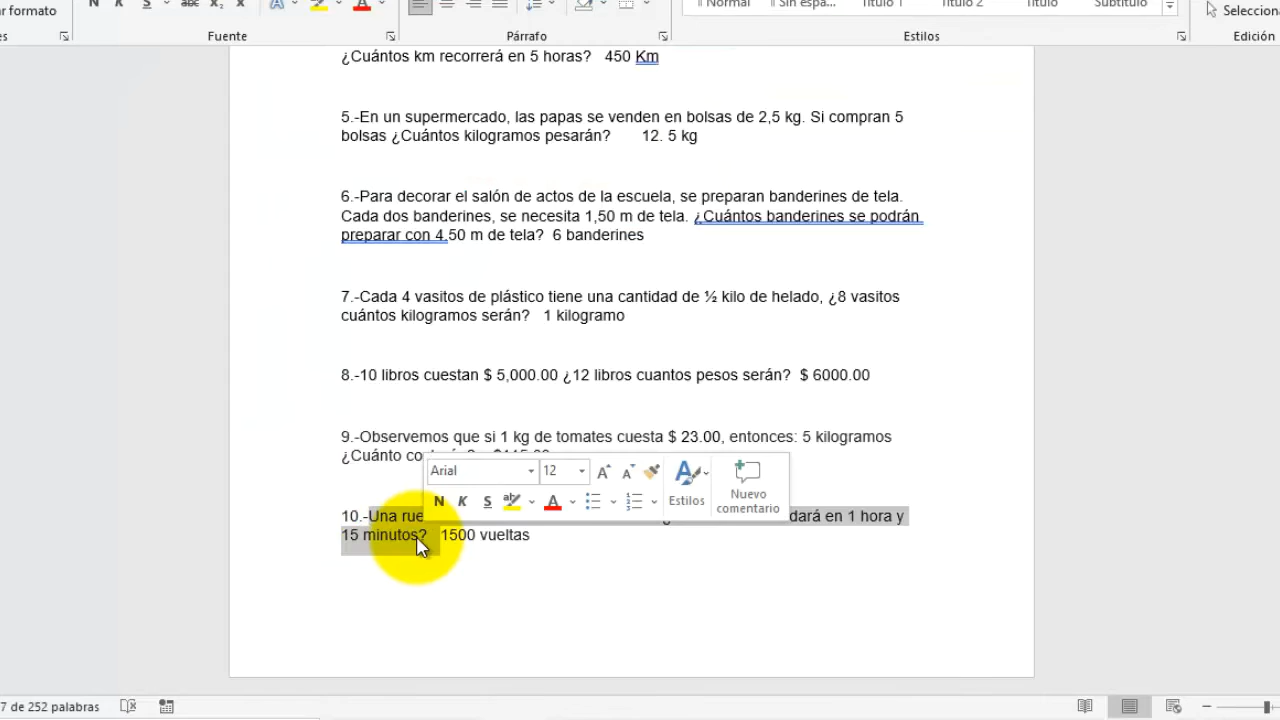 ar formato
N K S abc x₂ x²
A A
Normal Sin espa... Título 1 Título 2 Título Subtítulo
Seleccion
es Fuente Párrafo Estilos Edición
¿Cuántos km recorrerá en 5 horas? 450 Km
5.-En un supermercado, las papas se venden en bolsas de 2,5 kg. Si compran 5
bolsas ¿Cuántos kilogramos pesarán? 12. 5 kg
6.-Para decorar el salón de actos de la escuela, se preparan banderines de tela.
Cada dos banderines, se necesita 1,50 m de tela. ¿Cuántos banderines se podrán
preparar con 4.50 m de tela? 6 banderines
7.-Cada 4 vasitos de plástico tiene una cantidad de ½ kilo de helado, ¿8 vasitos
cuántos kilogramos serán? 1 kilogramo
8.-10 libros cuestan $ 5,000.00 ¿12 libros cuantos pesos serán? $ 6000.00
9.-Observemos que si 1 kg de tomates cuesta $ 23.00, entonces: 5 kilogramos
¿Cuánto
Arial 12 A A A
N K S ab A Estilos Nuevo
comentario
10.-Una rue dará en 1 hora y
15 minutos? 1500 vueltas
7 de 252 palabras